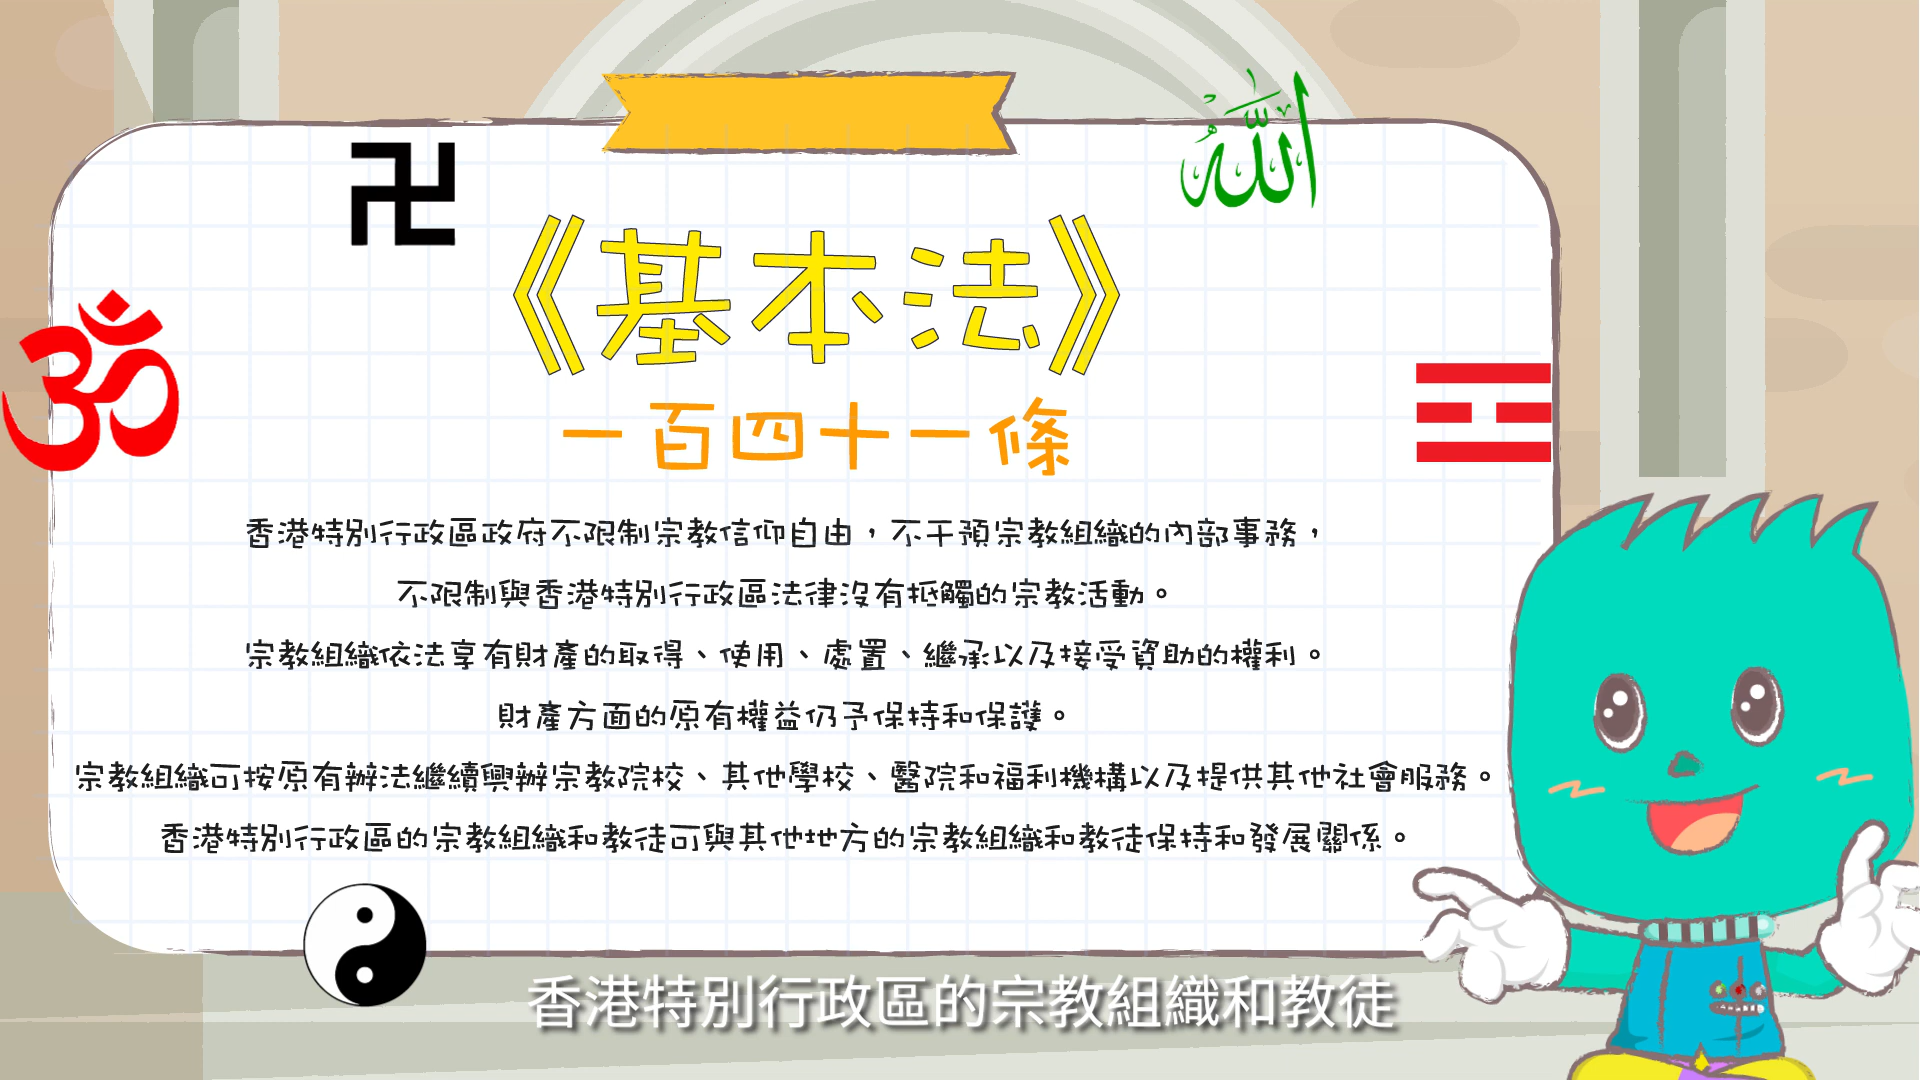 الله
《基本法》
一百四十一條
香港特別行政區政府不限制宗教信仰自由，不干預宗教組織的內部事務，
不限制與香港特別行政區法律沒有抵觸的宗教活動。
宗教組織依法享有財產的取得、使用、處置、繼承以及接受資助的權利。
財產方面的原有權益仍予保持和保護。
宗教組織可按原有辦法繼續興辦宗教院校、其他學校、醫院和福利機構以及提供其他社會服務。
香港特別行政區的宗教組織和教徒可與其他地方的宗教組織和教徒保持和發展關係。
卍
ॐ
香港特別行政區的宗教組織和教徒